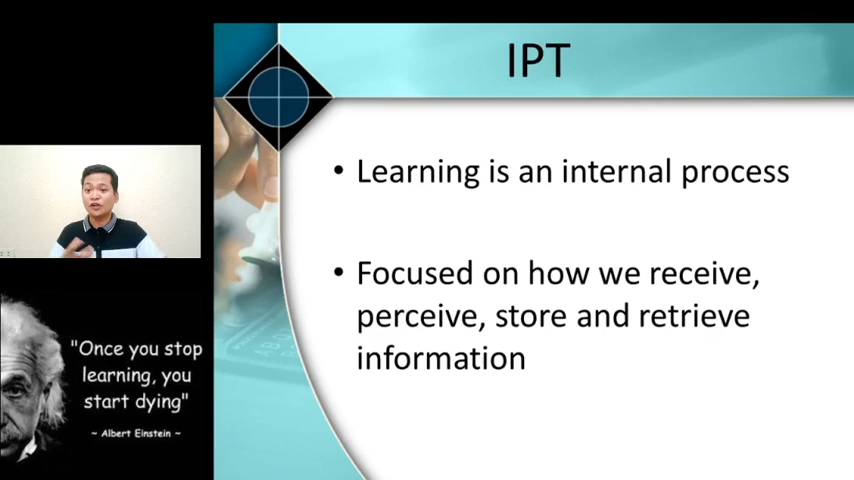 IPT
• Learning is an internal process
• Focused on how we receive,
perceive, store and retrieve
information
"Once you stop
learning, you
start dying"
~ Albert Einstein ~